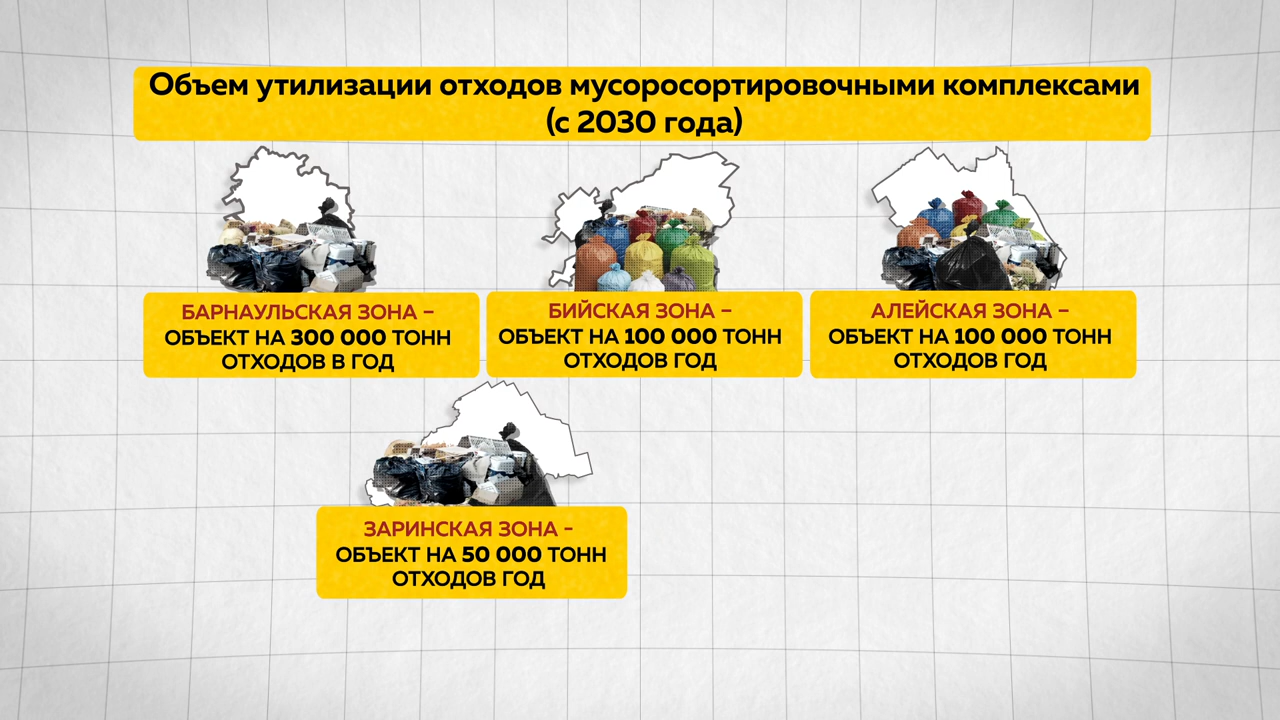 Объем утилизации отходов мусоросортировочными комплексами
(с 2030 года)
БАРНАУЛЬСКАЯ ЗОНА –
ОБЪЕКТ НА 300 000 ТОНН
ОТХОДОВ В ГОД
БИЙСКАЯ ЗОНА –
ОБЪЕКТ НА 100 000 ТОНН
ОТХОДОВ ГОД
АЛЕЙСКАЯ ЗОНА –
ОБЪЕКТ НА 100 000 ТОНН
ОТХОДОВ ГОД
ЗАРИНСКАЯ ЗОНА -
ОБЪЕКТ НА 50 000 ТОНН
ОТХОДОВ ГОД